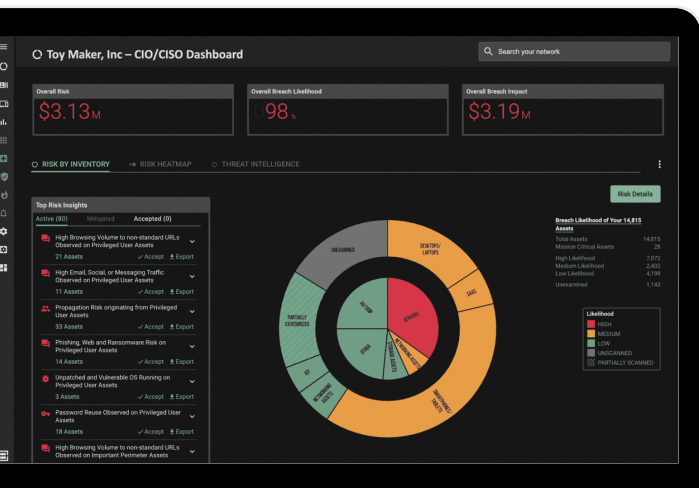 Toy Maker, Inc – CIO/CISO Dashboard
Search your network
Overall Risk
$3.13M
Overall Breach Likelihood
98%
Overall Breach Impact
$3.19M
RISK BY INVENTORY
RISK HEATMAP
THREAT INTELLIGENCE
Risk Details
Top Risk Insights
Active (80) Mitigated Accepted (0)
High Browsing Volume to non-standard URLs
Observed on Privileged User Assets
21 Assets Accept Export
High Email, Social, or Messaging Traffic
Observed on Privileged User Assets
11 Assets Accept Export
Propagation Risk originating from Privileged
User Assets
33 Assets Accept Export
Phishing, Web and Ransomware Risk on
Privileged User Assets
14 Assets Accept Export
Unpatched and Vulnerable OS Running on
Privileged User Assets
3 Assets Accept Export
Password Reuse Observed on Privileged User
Assets
18 Assets Accept Export
High Browsing Volume to non-standard URLs
Observed on Important Perimeter Assets
UNEXAMINED
DESKTOPS/
LAPTOPS
SAAS
SMARTPHONES/
TABLETS
NETWORKING
ASSETS
IOT
PARTIALLY
CATEGORIZED
AV/VOIP
SERVERS
NETWORKING ASSETS
OTHER
Breach Likelihood of Your 14,815
Assets
Total Assets 14,815
Mission Critical Assets 28
High Likelihood 7,072
Medium Likelihood 2,402
Low Likelihood 4,198
Unexamined 1,143
Likelihood
HIGH
MEDIUM
LOW
UNSCANNED
PARTIALLY SCANNED